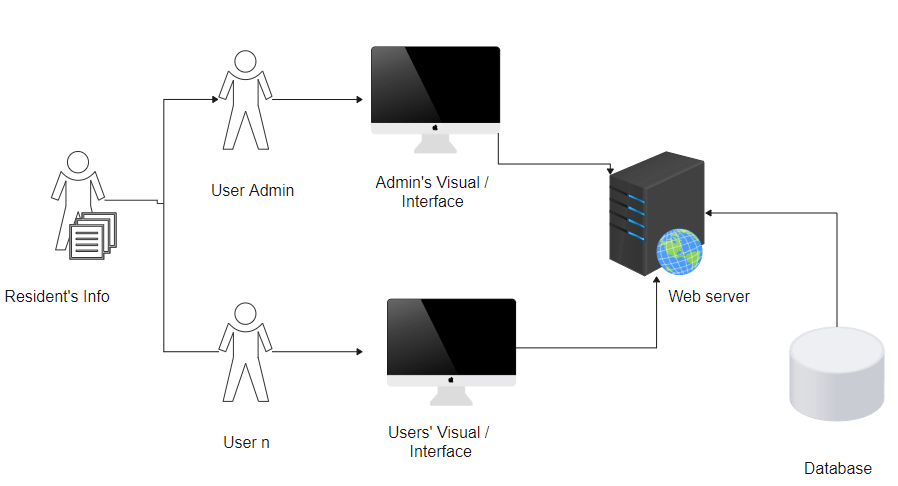 User Admin
Admin's Visual /
Interface
Resident's Info
Web server
User n
Users' Visual /
Interface
Database